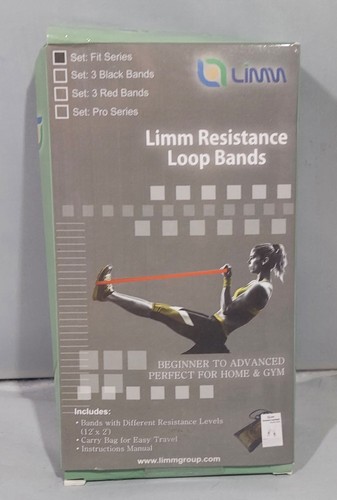 Set: Fit Series
Set: 3 Black Bands
Set: 3 Red Bands
Set: Pro Series
Limm
Limm Resistance
Loop Bands
BEGINNER TO ADVANCED
PERFECT FOR HOME & GYM
Includes:
• Bands with Different Resistance Levels
(12' x 2')
• Carry Bag for Easy Travel
• Instructions Manual
www.limmgroup.com